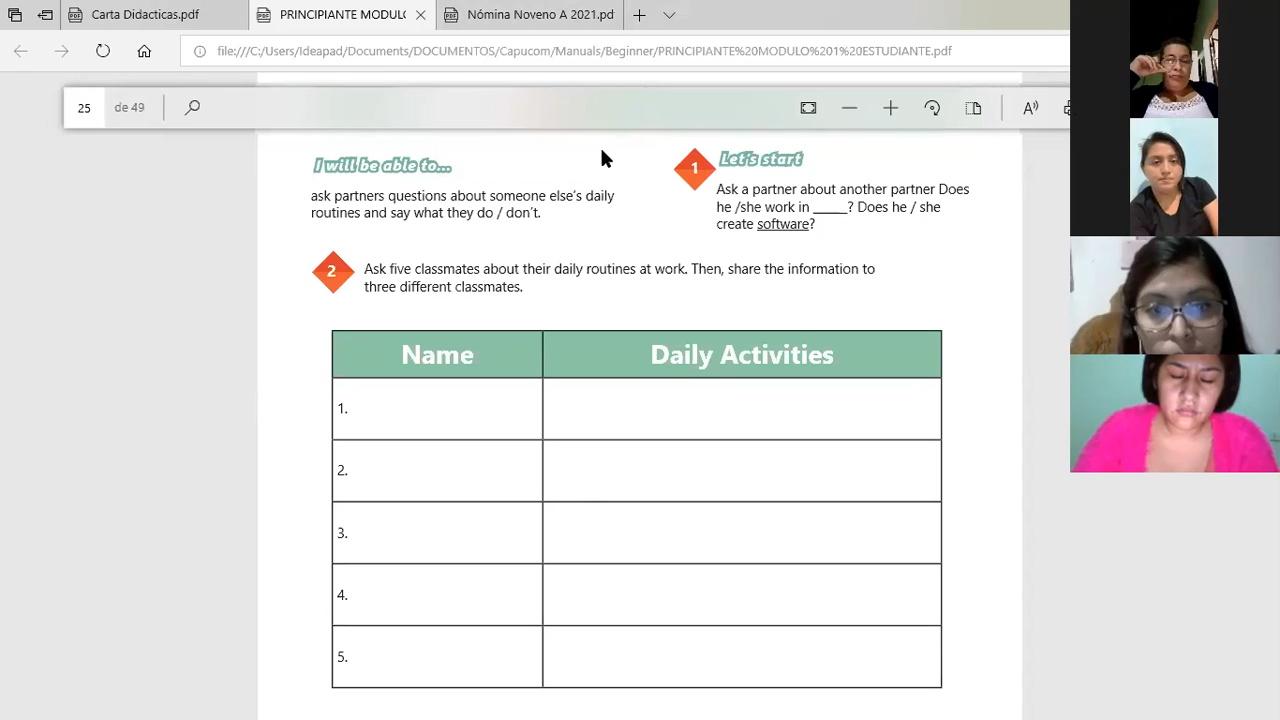 Carta Didacticas.pdf
PRINCIPIANTE MODULO
Nómina Noveno A 2021.pd
file:///C:/Users/Ideapad/Documents/DOCUMENTOS/Capucom/Manuals/Beginner/PRINCIPIANTE%20MODULO%201%20ESTUDIANTE.pdf
25 de 49
I will be able to...
ask partners questions about someone else's daily
routines and say what they do / don't.
1
Let's start
Ask a partner about another partner Does
he /she work in _____? Does he / she
create software?
2
Ask five classmates about their daily routines at work. Then, share the information to
three different classmates.
Name Daily Activities
1.
2.
3.
4.
5.